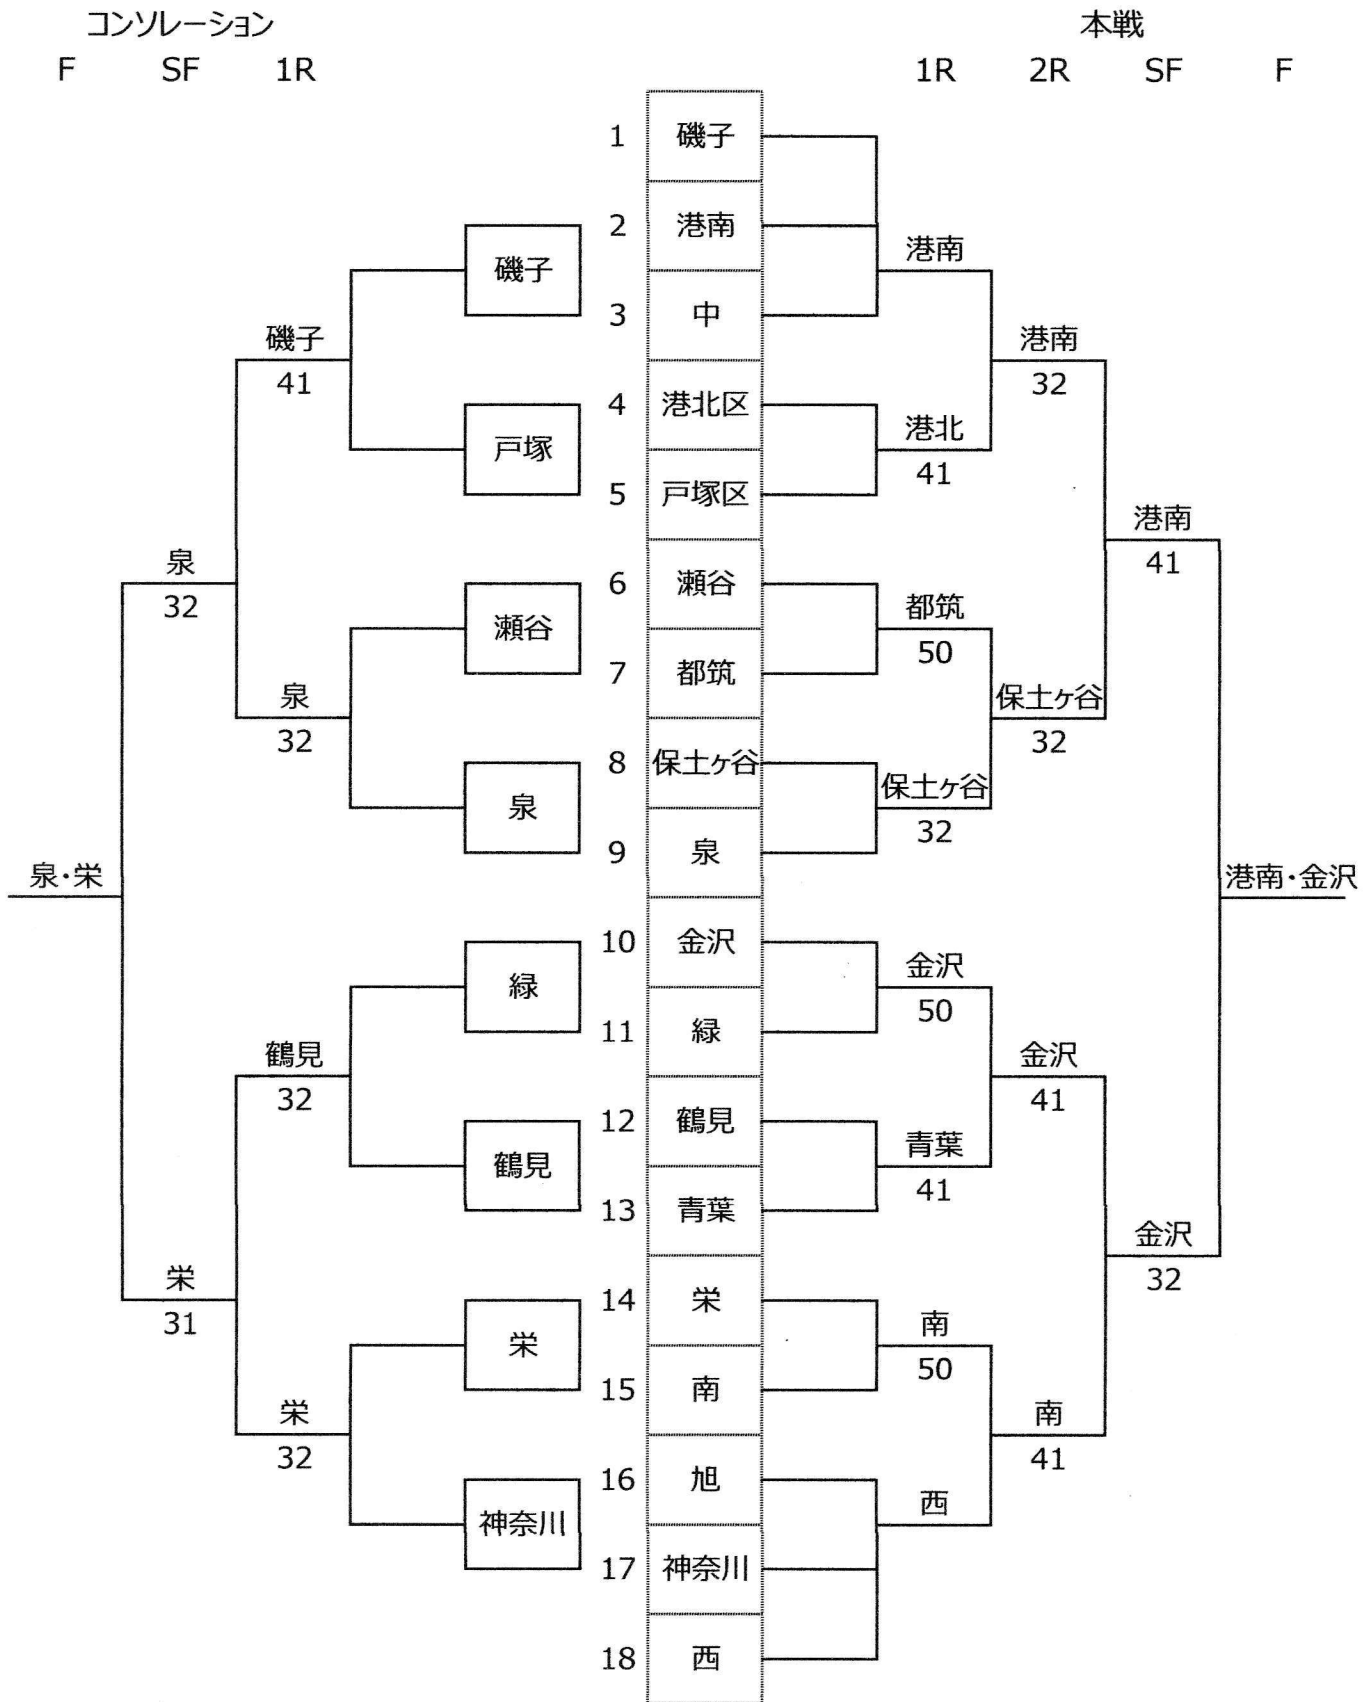 コンソレーション 本戦
F SF 1R 1R 2R SF F
1 磯子
2 港南
港南
磯子
3 中
磯子 港南
41 32
4 港北区
港北
戸塚 41
5 戸塚区
港南
41
泉
32
6 瀬谷
都筑
瀬谷 50
7 都筑
泉 保土ヶ谷
32 32
8 保土ヶ谷
保土ヶ谷
泉 32
9 泉
泉・栄 港南・金沢
10 金沢
金沢
緑 50
11 緑
鶴見 金沢
32 41
12 鶴見
青葉
鶴見 41
13 青葉
金沢
32
栄
31
14 栄
南
栄 50
15 南
栄 南
32 41
16 旭
西
神奈川
17 神奈川
18 西